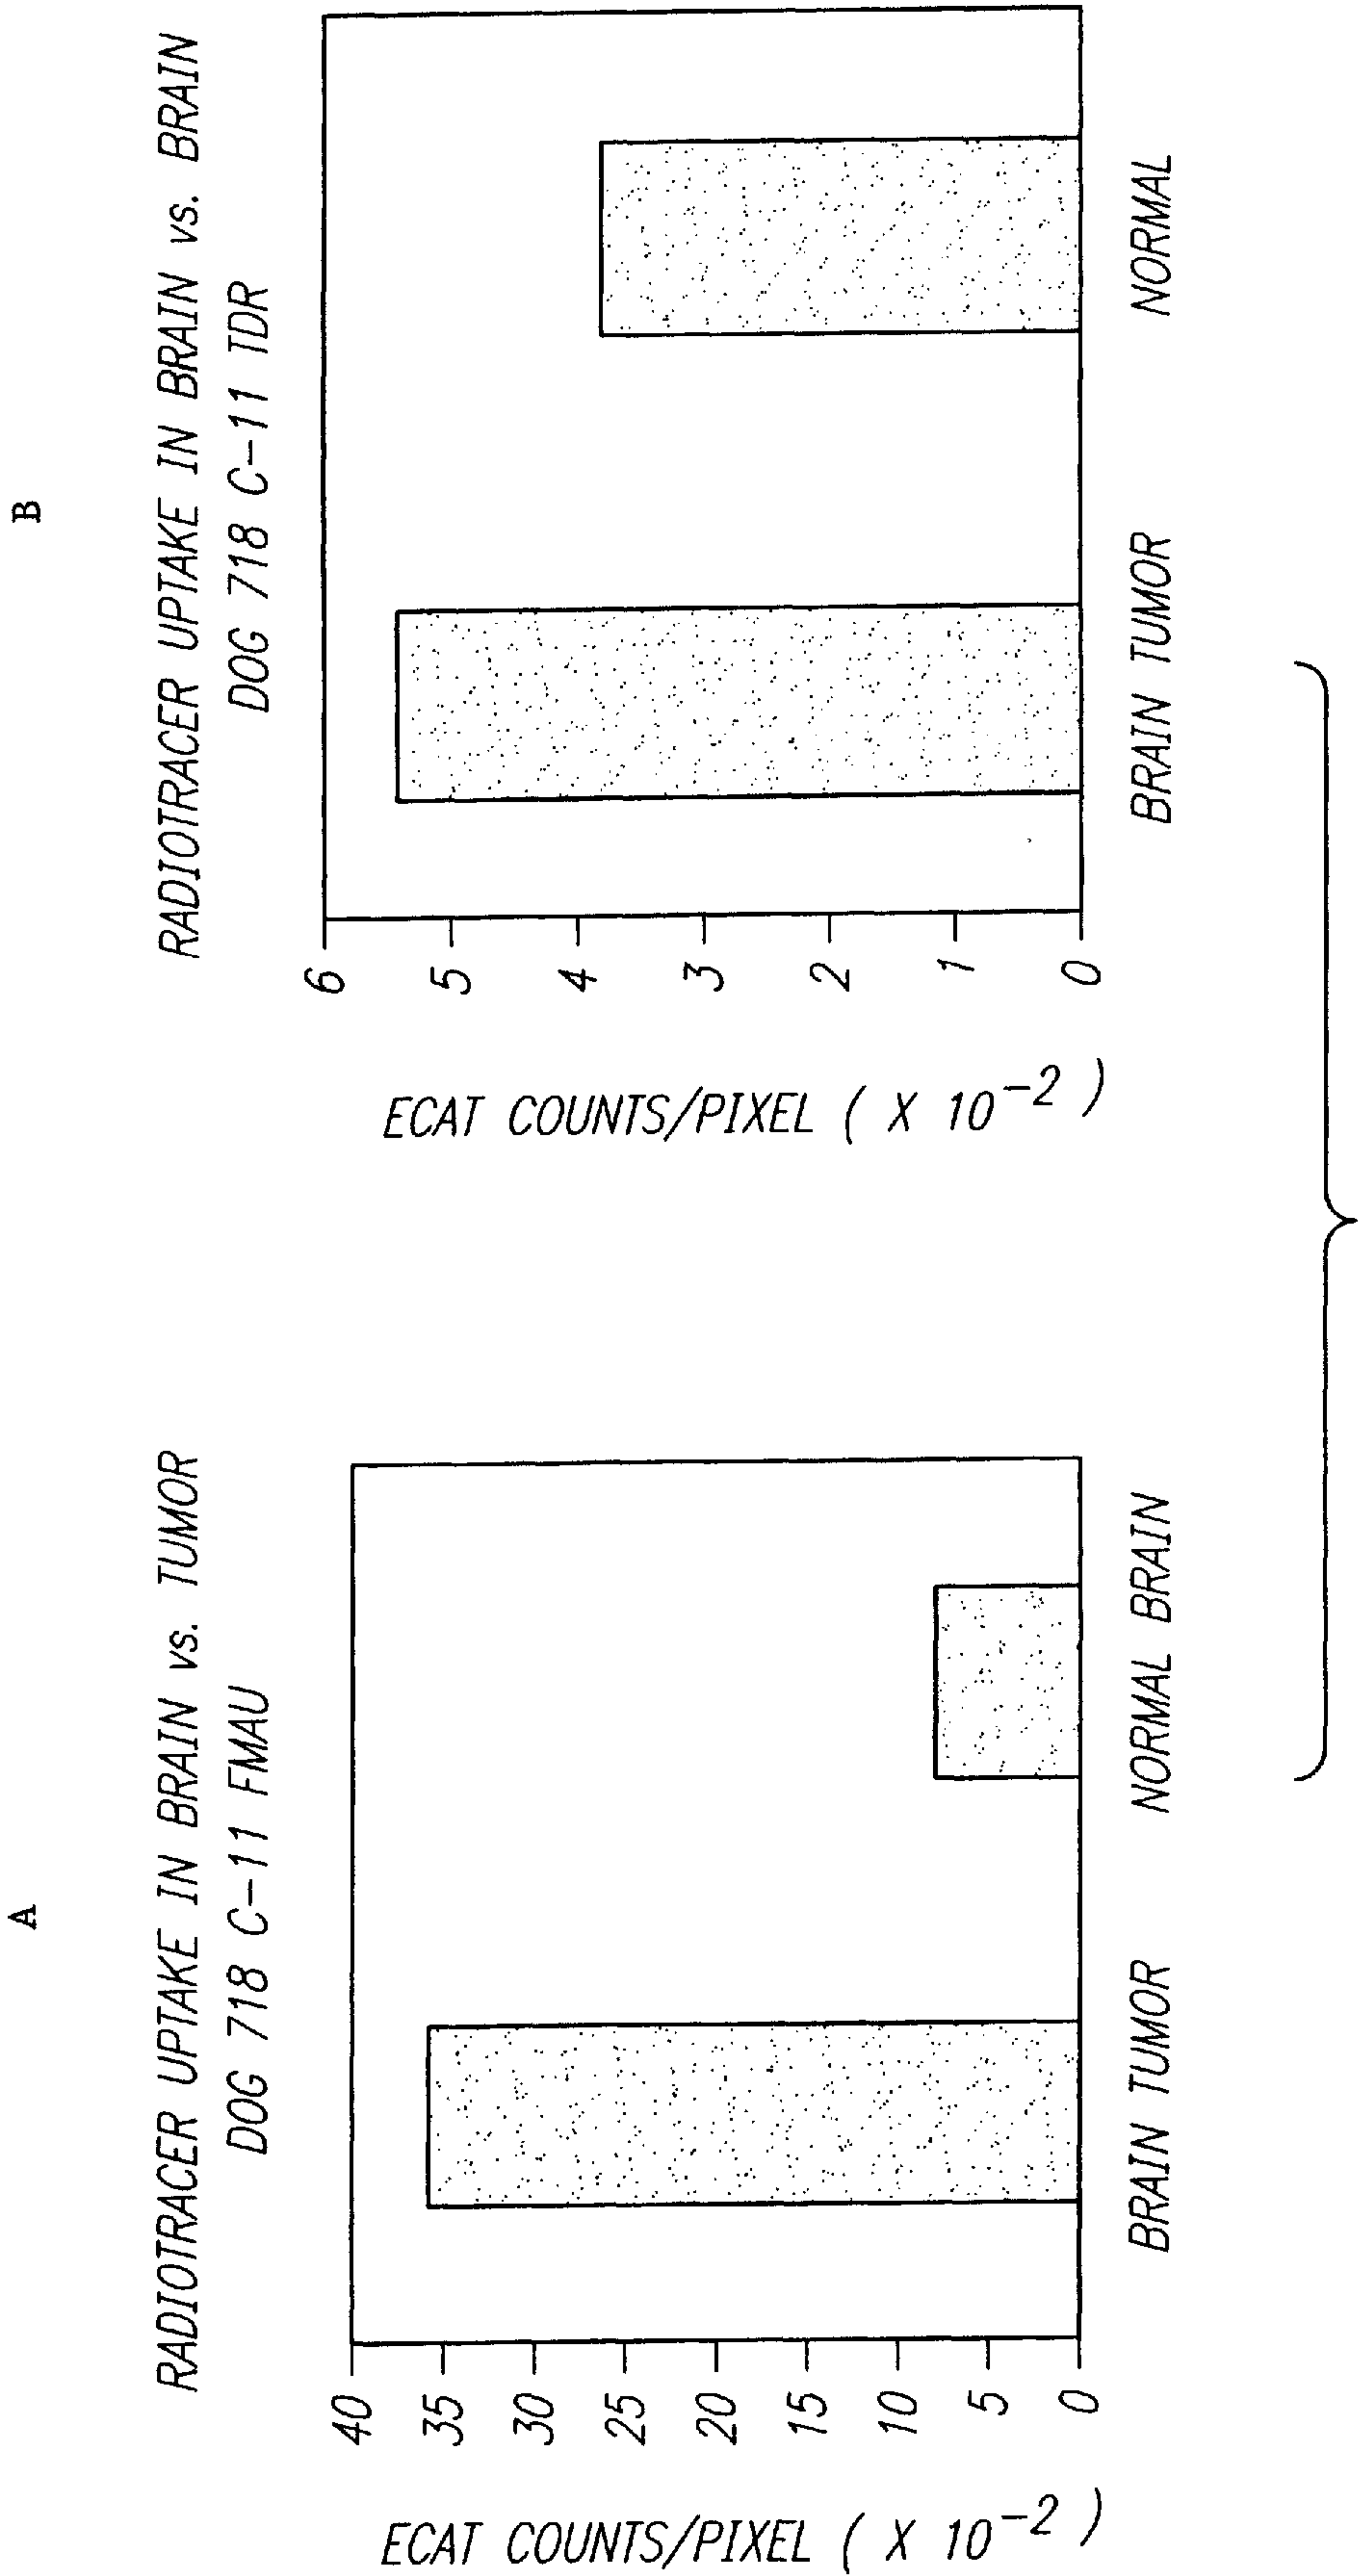 A
RADIOTRACER UPTAKE IN BRAIN vs. TUMOR
DOG 718 C-11 FMAU
ECAT COUNTS/PIXEL ( X 10⁻² )
40
35
30
25
20
15
10
5
0
BRAIN TUMOR
NORMAL BRAIN
B
RADIOTRACER UPTAKE IN BRAIN vs. BRAIN
DOG 718 C-11 TDR
ECAT COUNTS/PIXEL ( X 10⁻² )
6
5
4
3
2
1
0
BRAIN TUMOR
NORMAL